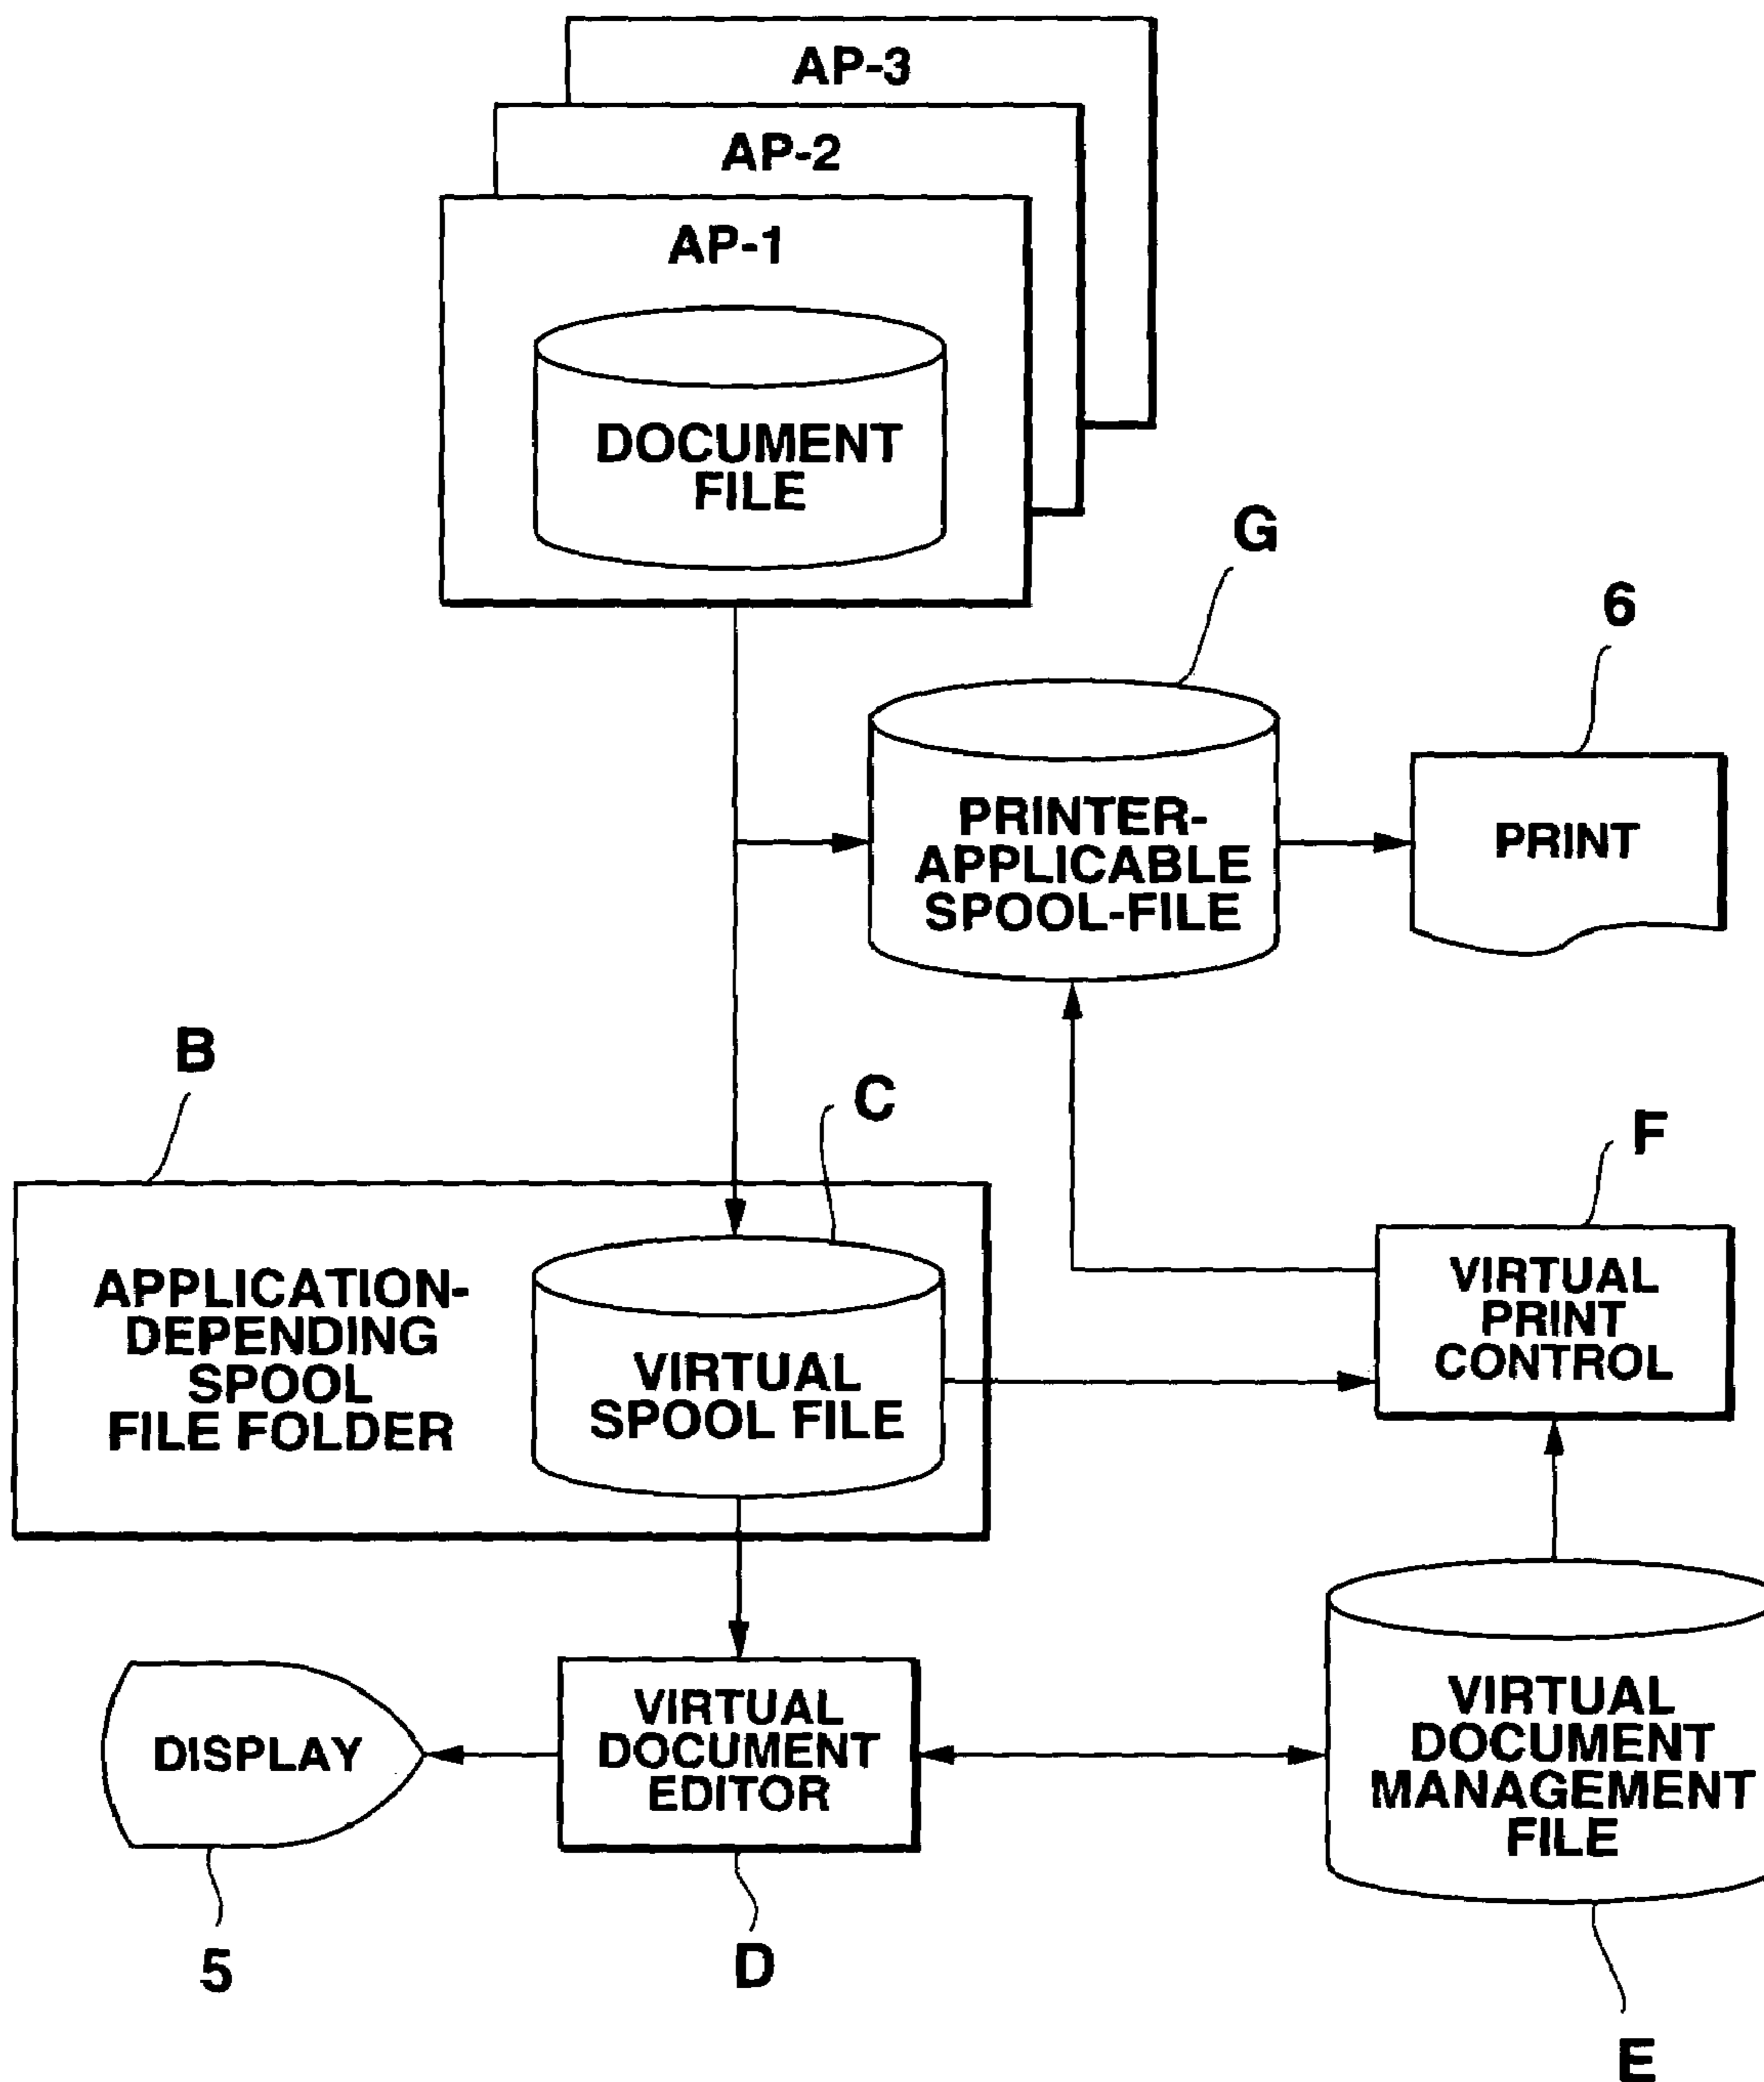 AP-3
AP-2
AP-1
DOCUMENT
FILE
G
6
PRINTER-
APPLICABLE
SPOOL-FILE
PRINT
B
C
F
APPLICATION-
DEPENDING
SPOOL
FILE FOLDER
VIRTUAL
SPOOL FILE
VIRTUAL
PRINT
CONTROL
DISPLAY
VIRTUAL
DOCUMENT
EDITOR
VIRTUAL
DOCUMENT
MANAGEMENT
FILE
5
D
E